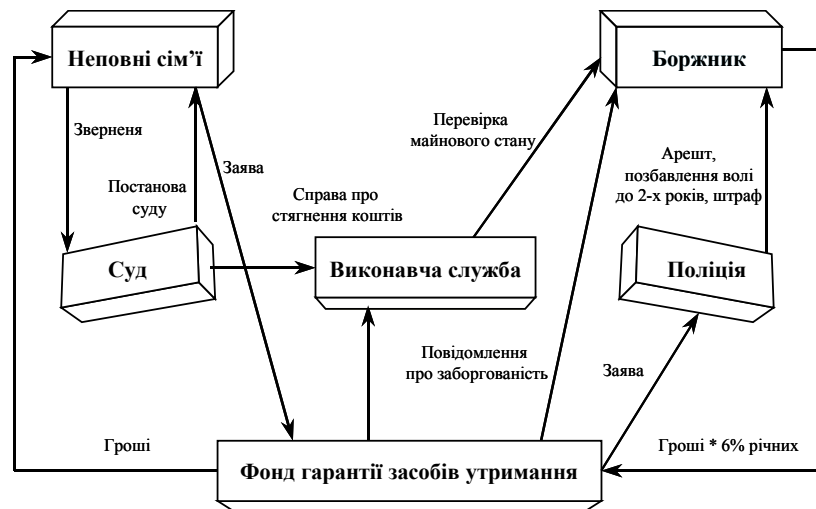 Неповні сім’ї
Боржник
Зверненя
Постанова
суду
Заява
Справа про
стягнення коштів
Перевірка
майнового стану
Арешт,
позбавлення волі
до 2-х років, штраф
Суд
Виконавча служба
Поліція
Повідомлення
про заборгованість
Заява
Гроші
Фонд гарантії засобів утримання
Гроші * 6% річних